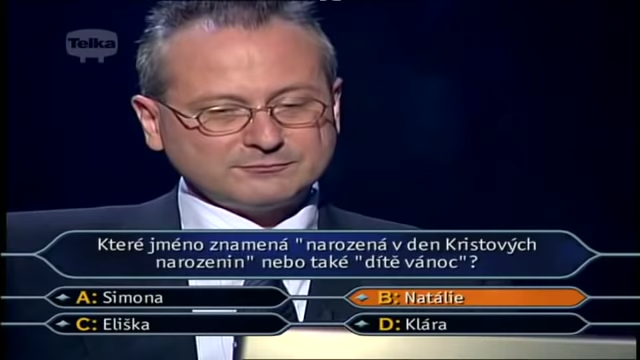 Telka
Které jméno znamená "narozená v den Kristových
narozenin" nebo také "dítě vánoc"?
A: Simona
B: Natálie
C: Eliška
D: Klára